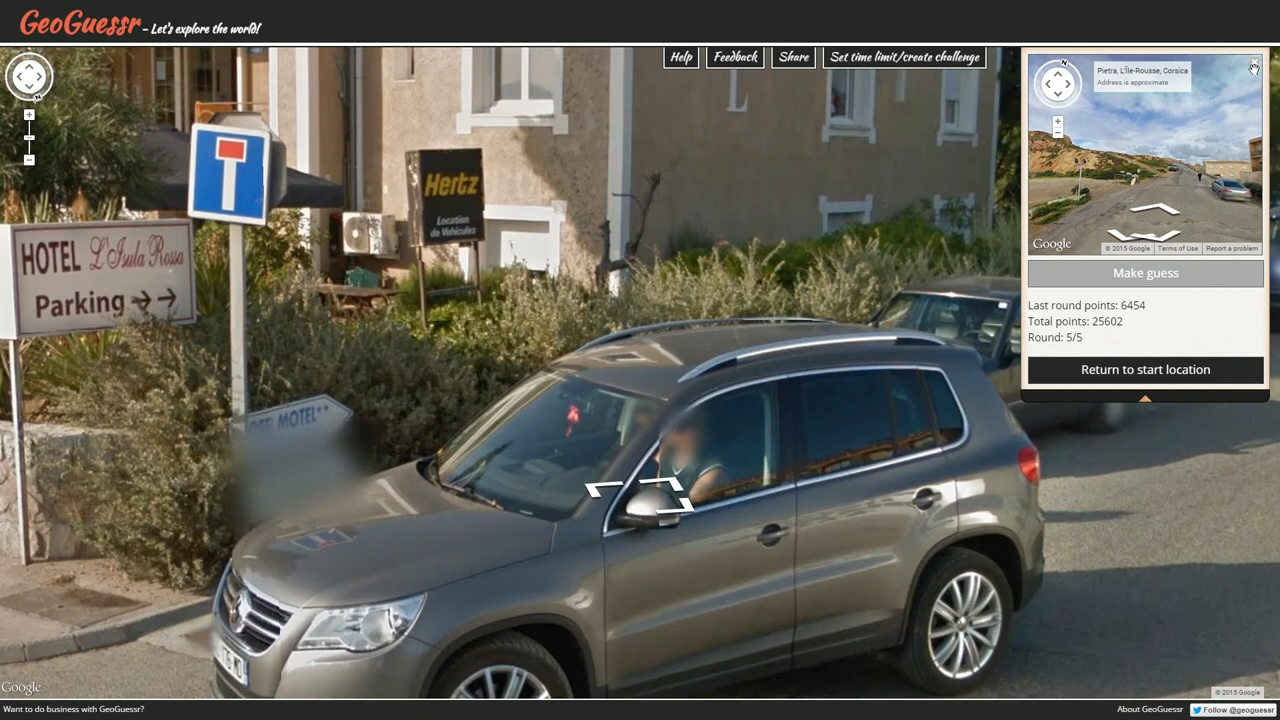 GeoGuessr - Let's explore the world!
Help
Feedback
Share
Set time limit/create challenge
N
Pietra, L'Île-Rousse, Corsica
Address is approximate
Google
© 2015 Google
Terms of Use
Report a problem
Make guess
Last round points: 6454
Total points: 25602
Round: 5/5
Return to start location
N
Hertz
Location
de Vehicules
HOTEL L'Isula Rossa
Parking →→
MOTEL**
Google
© 2015 Google
Want to do business with GeoGuessr?
About GeoGuessr
Follow @geoguessr